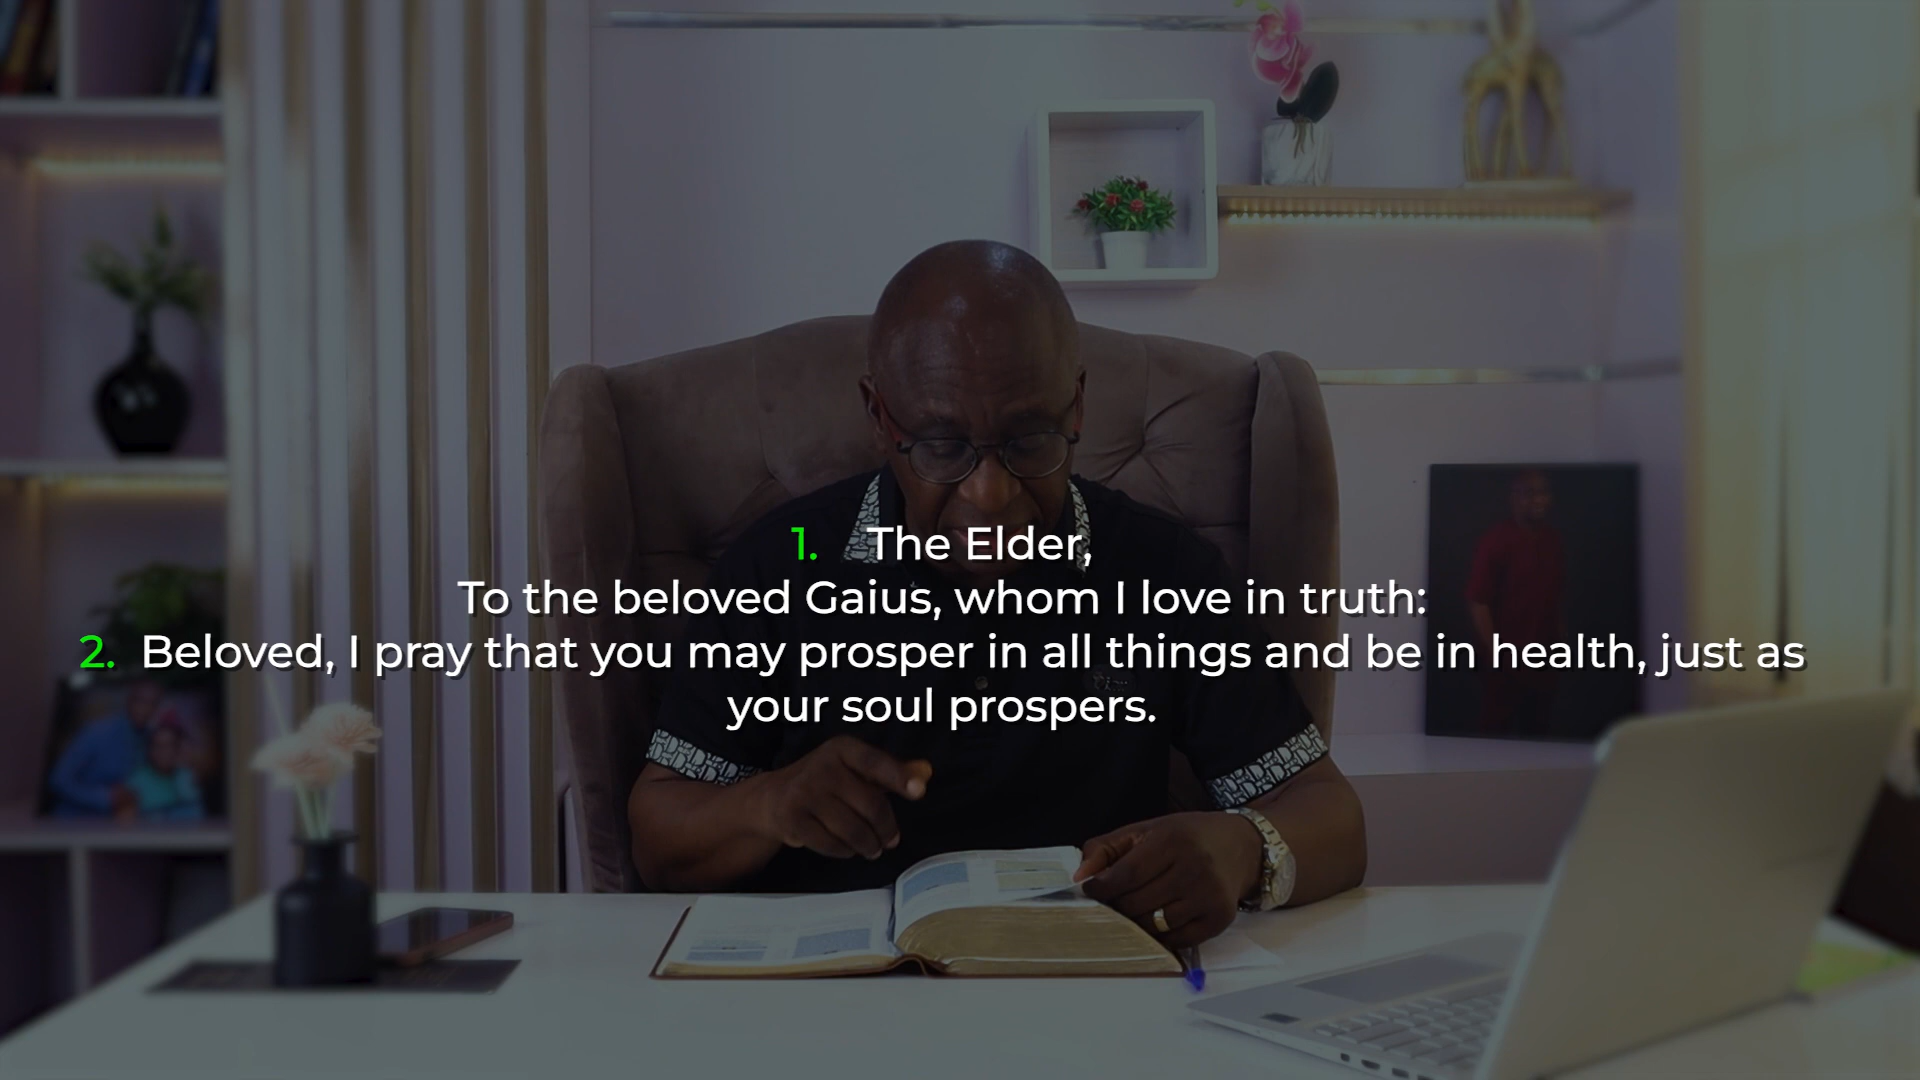 1. The Elder,
To the beloved Gaius, whom I love in truth:
2. Beloved, I pray that you may prosper in all things and be in health, just as
your soul prospers.